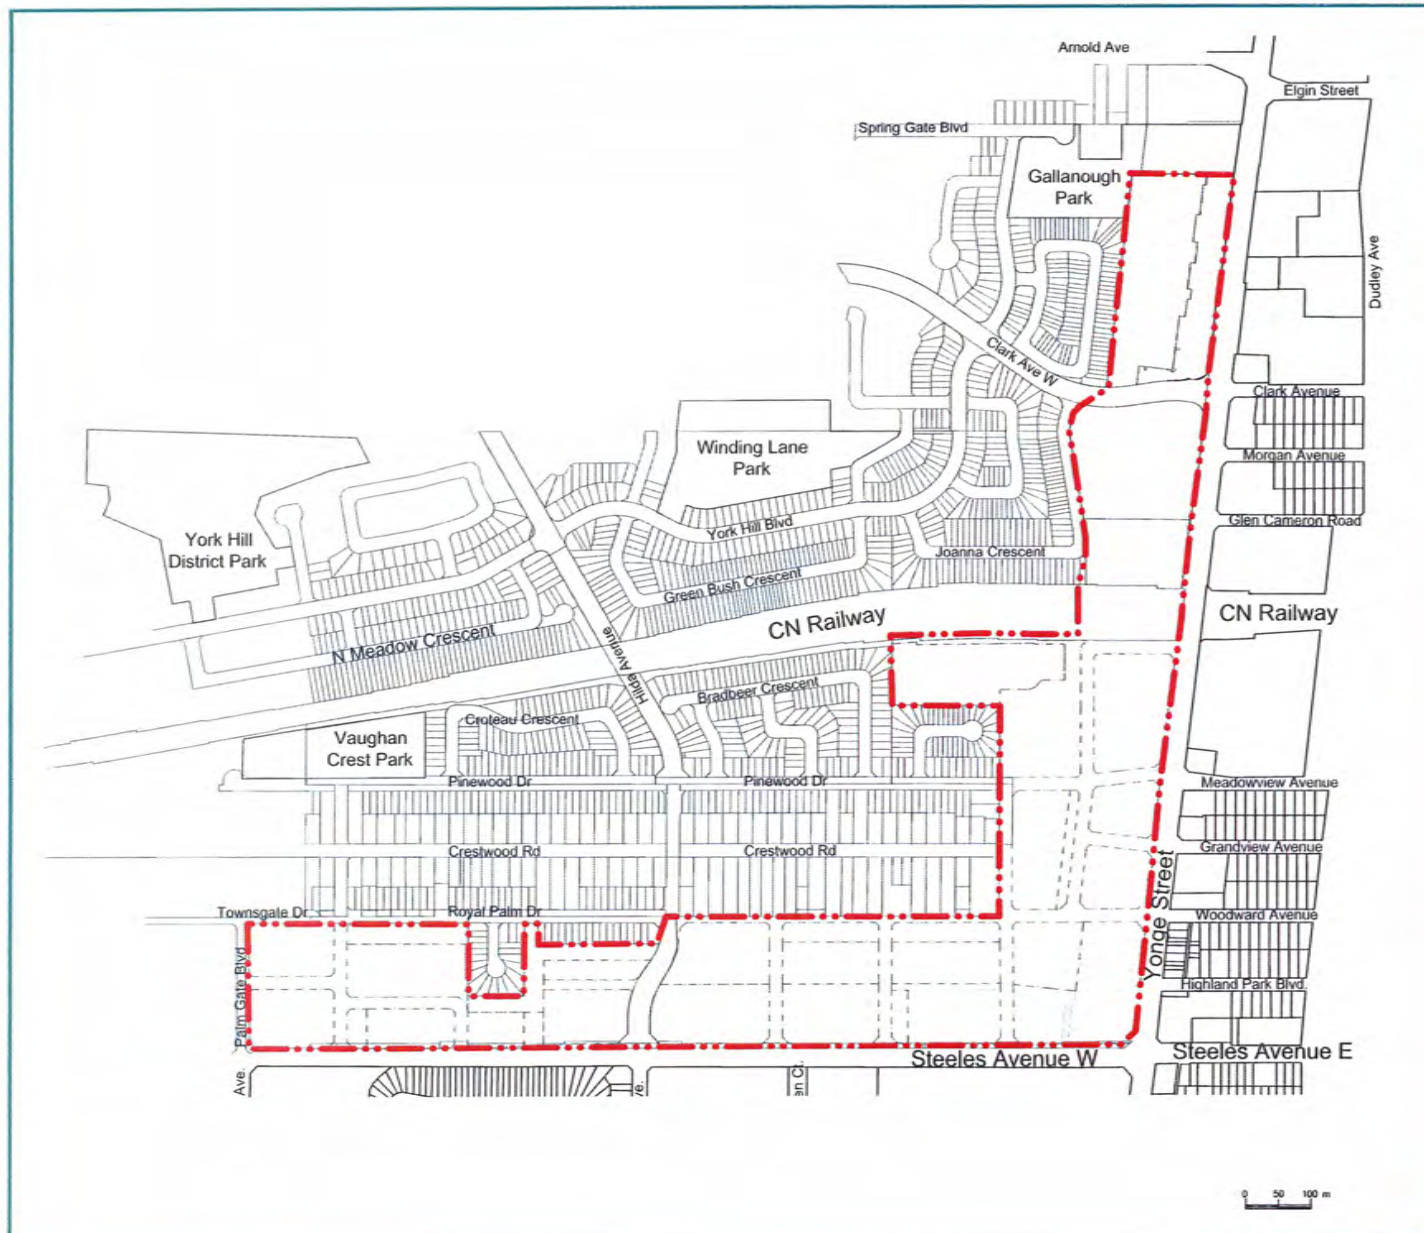 Arnold Ave
Elgin Street
Spring Gate Blvd
Gallanough
Park
Dudley Ave
Clark Ave W
Clark Avenue
Winding Lane
Park
Morgan Avenue
York Hill Blvd
Glen Cameron Road
York Hill
District Park
Joanna Crescent
Green Bush Crescent
CN Railway
CN Railway
N Meadow Crescent
Hilda Avenue
Bradbeer Crescent
Croteau Crescent
Vaughan
Crest Park
Pinewood Dr
Pinewood Dr
Meadowview Avenue
Crestwood Rd
Crestwood Rd
Grandview Avenue
Yonge Street
Townsgate Dr
Royal Palm Dr
Woodward Avenue
Palm Gate Blvd
Highland Park Blvd.
Steeles Avenue W
Steeles Avenue E
Ave.
ve.
en Ct.
0 50 100 m